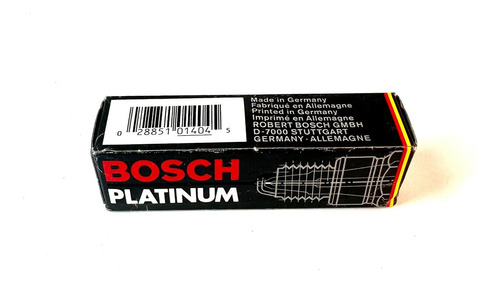 0 28851 01404 5
Made in Germany
Fabriqué en Allemagne
Printed in Germany
Imprimé en Allemagne
ROBERT BOSCH GMBH
D-7000 STUTTGART
GERMANY·ALLEMAGNE
BOSCH
PLATINUM